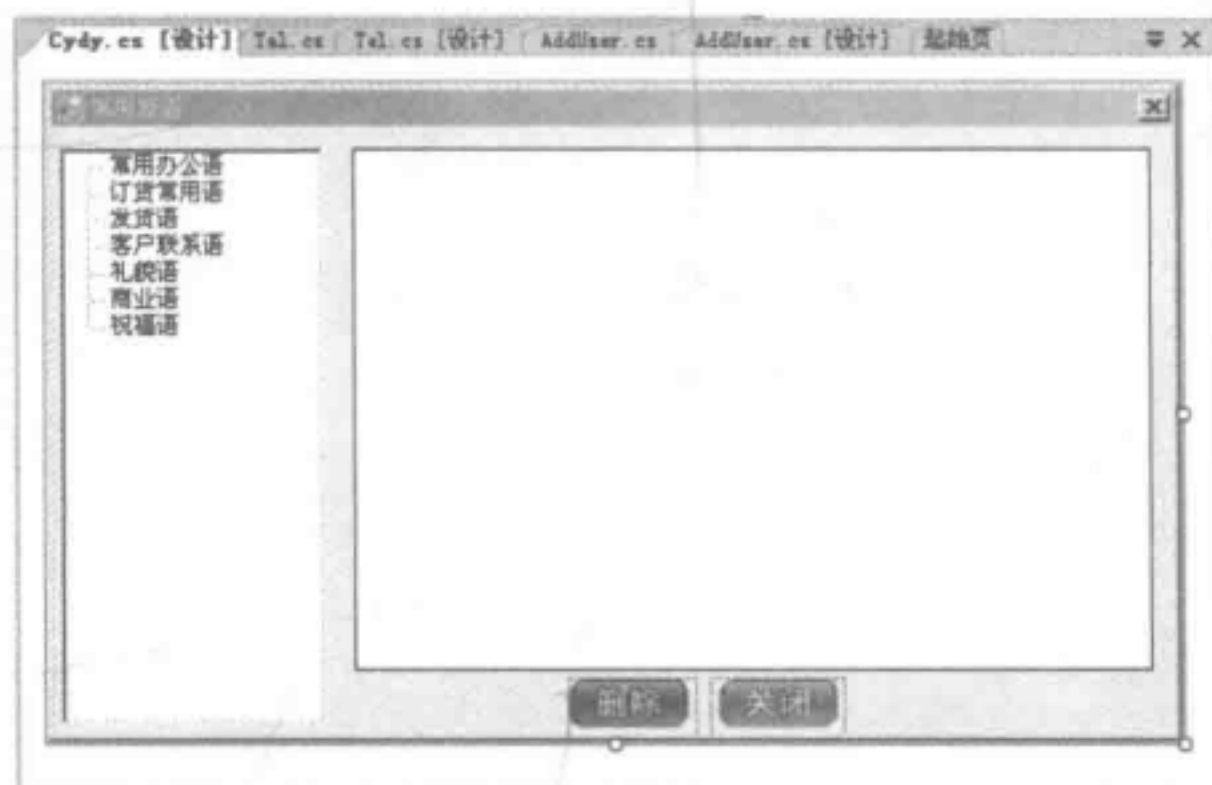 Cydy.cs [设计] Tel.cs Tel.cs [设计] AddUser.cs AddUser.cs [设计] 起始页
常用办公语
订货常用语
发货语
客户联系语
礼貌语
商业语
祝福语
删除 关闭